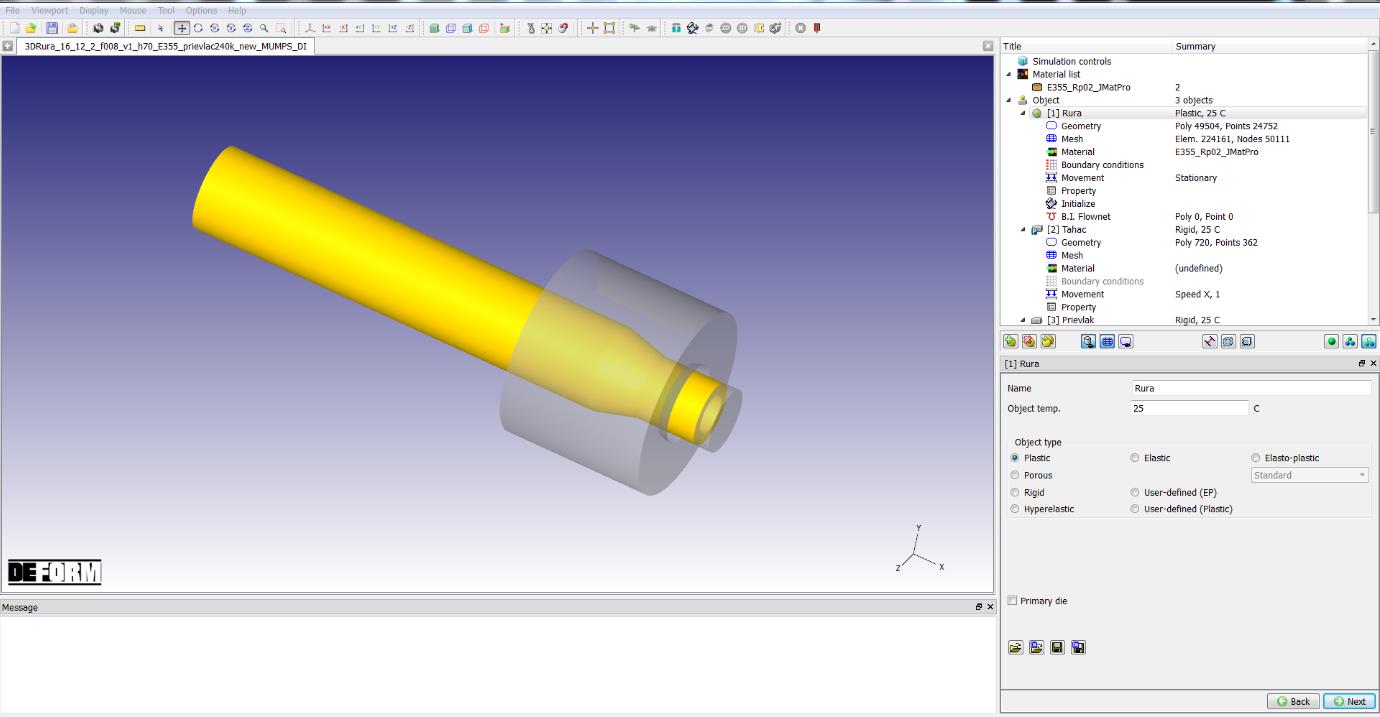 File Viewport Display Mouse Tool Options Help
3DRura_16_12_2_f008_v1_h70_E355_prievlac240k_new_MUMPS_DI
DEFORM
Y
Z
X
Message
Title Summary
Simulation controls
Material list
E355_Rp02_JMatPro 2
Object 3 objects
[1] Rura Plastic, 25 C
Geometry Poly 49504, Points 24752
Mesh Elem. 224161, Nodes 50111
Material E355_Rp02_JMatPro
Boundary conditions
Movement Stationary
Property
Initialize
B.I. Flownet Poly 0, Point 0
[2] Tahac Rigid, 25 C
Geometry Poly 720, Points 362
Mesh
Material (undefined)
Boundary conditions
Movement Speed X, 1
Property
[3] Prievlak Rigid, 25 C
[1] Rura
Name Rura
Object temp. 25 C
Object type
Plastic Elastic Elasto-plastic
Porous Standard
Rigid User-defined (EP)
Hyperelastic User-defined (Plastic)
Primary die
Back Next